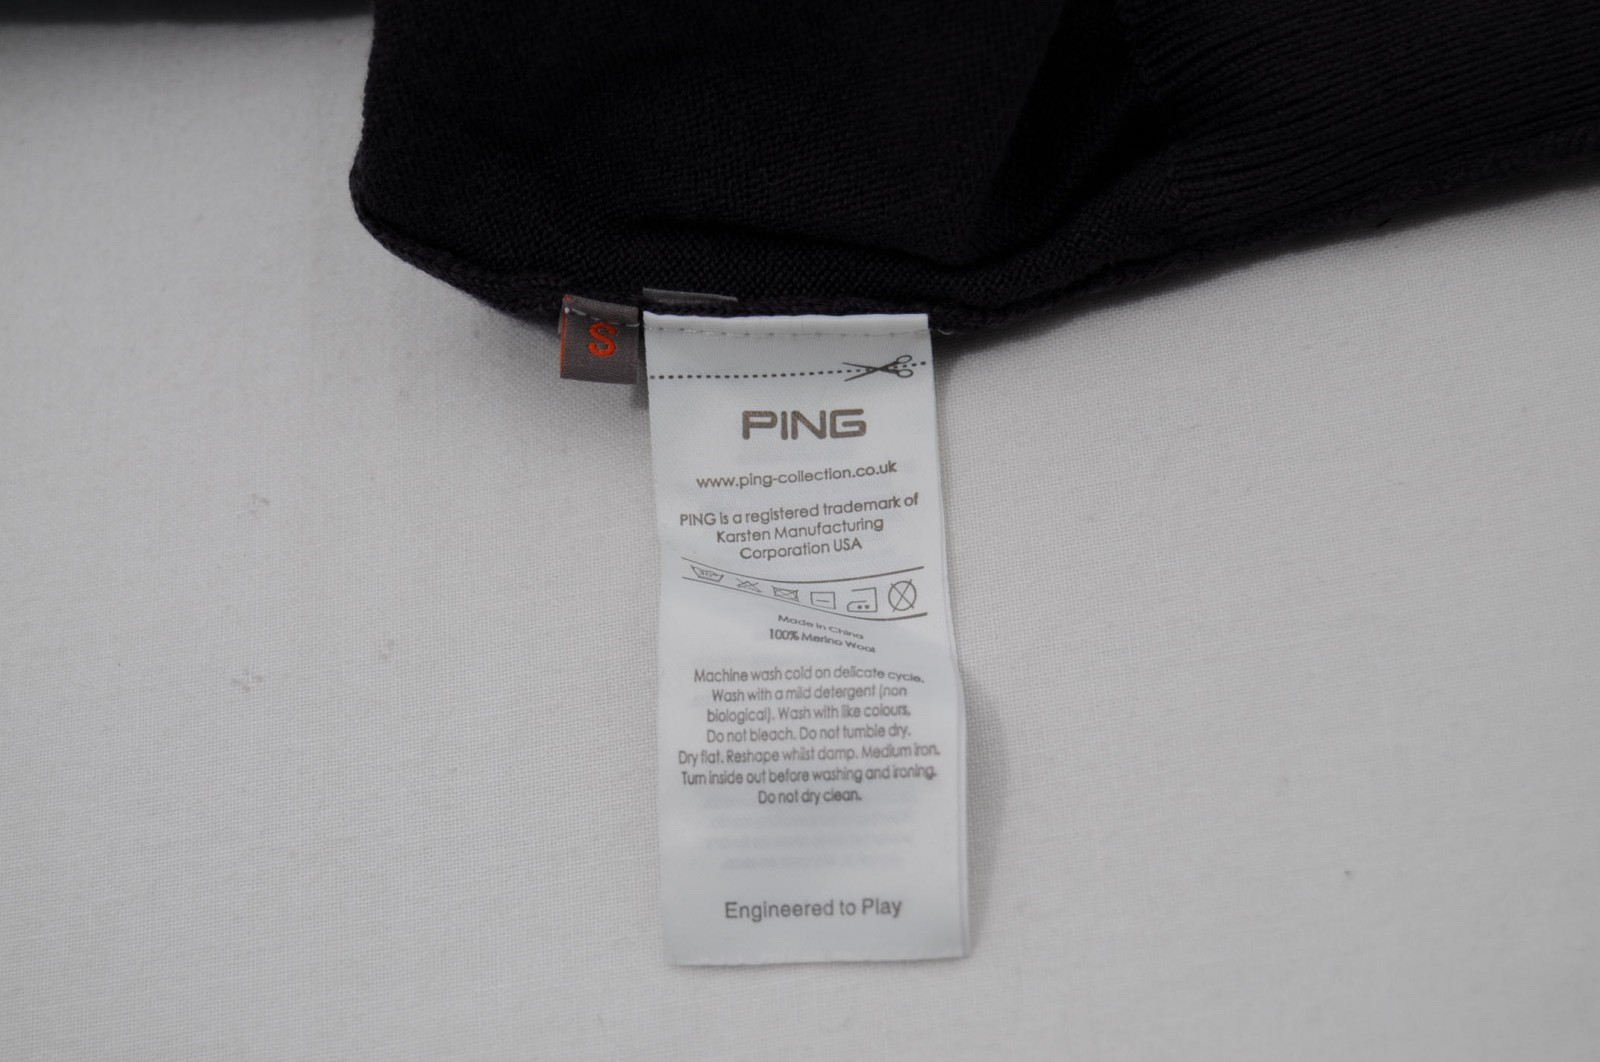 S
PING
www.ping-collection.co.uk
PING is a registered trademark of
Karsten Manufacturing
Corporation USA
Made in China
100% Merino Wool
Machine wash cold on delicate cycle.
Wash with a mild detergent (non
biological). Wash with like colours.
Do not bleach. Do not tumble dry.
Dry flat. Reshape whilst damp. Medium iron.
Turn inside out before washing and ironing.
Do not dry clean.
Engineered to Play